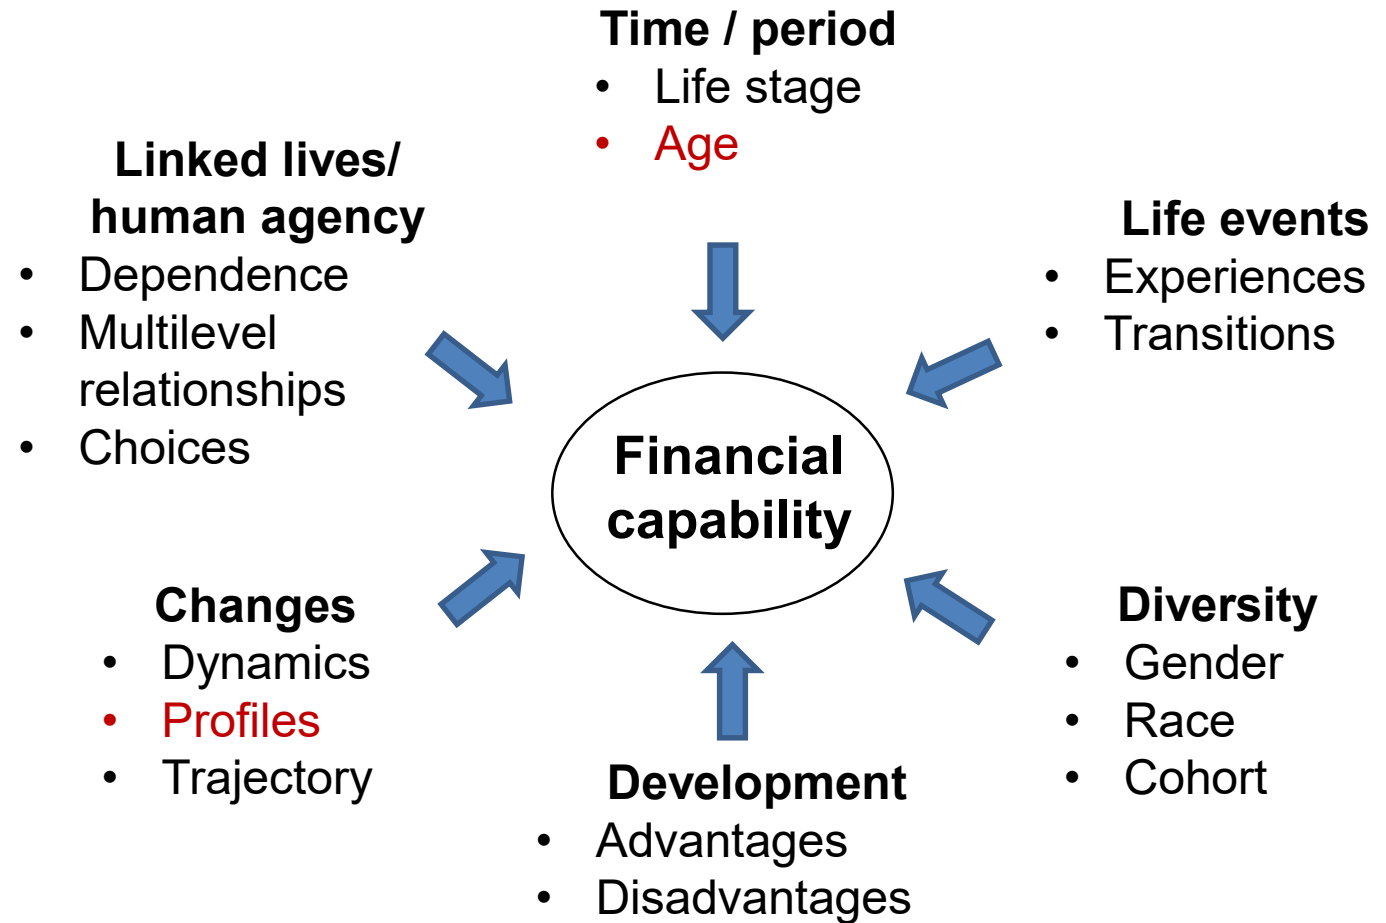 Time / period
• Life stage
• Age
Linked lives/
human agency
• Dependence
• Multilevel
relationships
• Choices
Life events
• Experiences
• Transitions
Financial
capability
Changes
• Dynamics
• Profiles
• Trajectory
Development
• Advantages
• Disadvantages
Diversity
• Gender
• Race
• Cohort